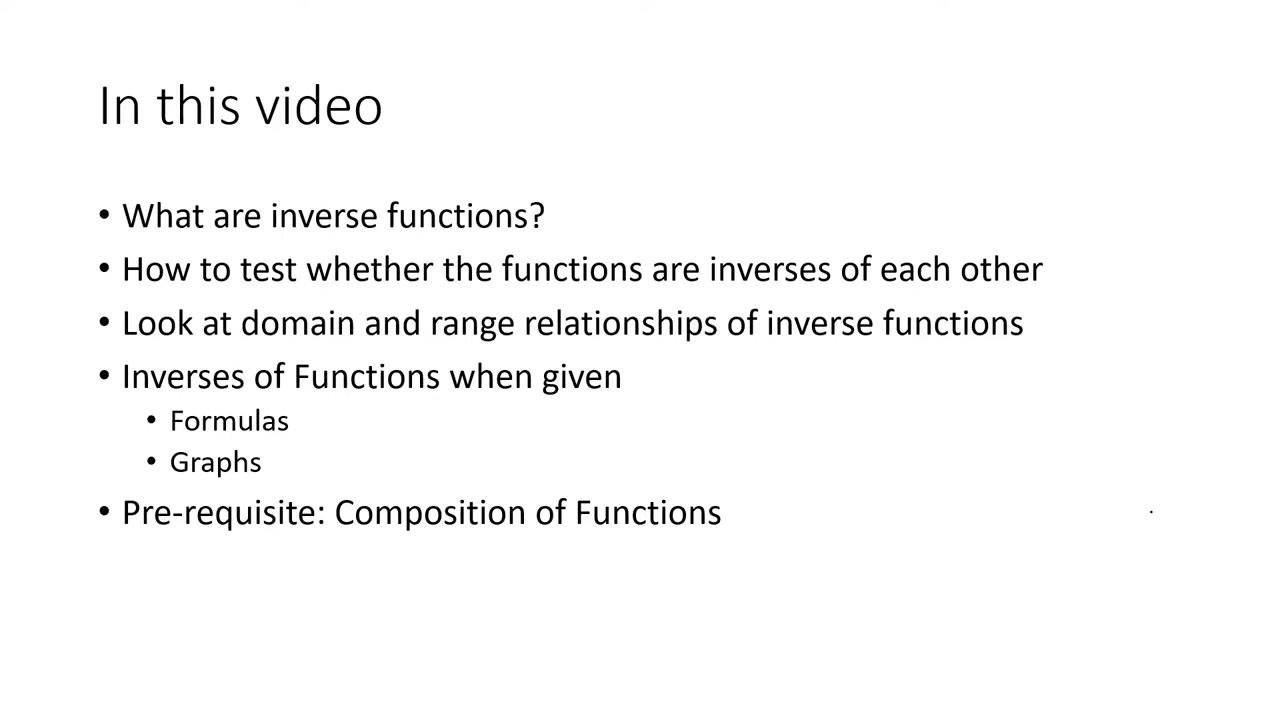 In this video
• What are inverse functions?
• How to test whether the functions are inverses of each other
• Look at domain and range relationships of inverse functions
• Inverses of Functions when given
• Formulas
• Graphs
• Pre-requisite: Composition of Functions